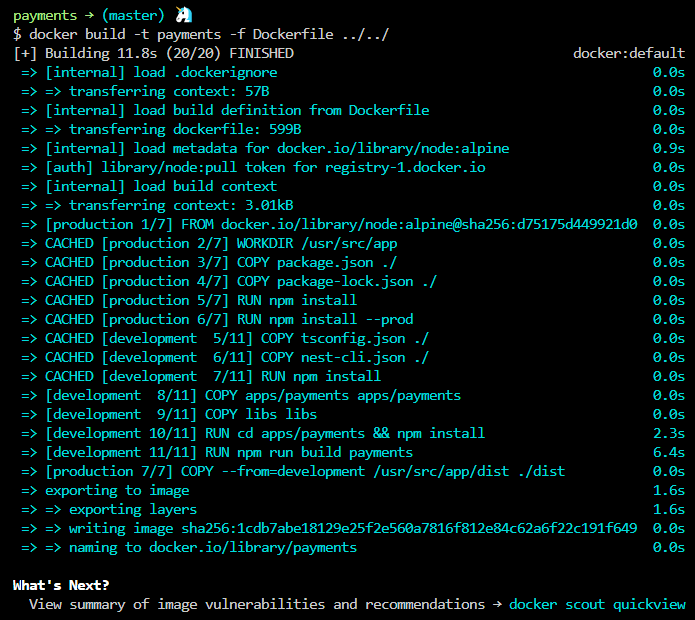 payments → (master) 🦄
$ docker build -t payments -f Dockerfile ../../
[+] Building 11.8s (20/20) FINISHED docker:default
=> [internal] load .dockerignore 0.0s
=> => transferring context: 57B 0.0s
=> [internal] load build definition from Dockerfile 0.0s
=> => transferring dockerfile: 599B 0.0s
=> [internal] load metadata for docker.io/library/node:alpine 0.9s
=> [auth] library/node:pull token for registry-1.docker.io 0.0s
=> [internal] load build context 0.0s
=> => transferring context: 3.01kB 0.0s
=> [production 1/7] FROM docker.io/library/node:alpine@sha256:d75175d449921d0 0.0s
=> CACHED [production 2/7] WORKDIR /usr/src/app 0.0s
=> CACHED [production 3/7] COPY package.json ./ 0.0s
=> CACHED [production 4/7] COPY package-lock.json ./ 0.0s
=> CACHED [production 5/7] RUN npm install 0.0s
=> CACHED [production 6/7] RUN npm install --prod 0.0s
=> CACHED [development  5/11] COPY tsconfig.json ./ 0.0s
=> CACHED [development  6/11] COPY nest-cli.json ./ 0.0s
=> CACHED [development  7/11] RUN npm install 0.0s
=> [development  8/11] COPY apps/payments apps/payments 0.0s
=> [development  9/11] COPY libs libs 0.0s
=> [development 10/11] RUN cd apps/payments && npm install 2.3s
=> [development 11/11] RUN npm run build payments 6.4s
=> [production 7/7] COPY --from=development /usr/src/app/dist ./dist 0.0s
=> exporting to image 1.6s
=> => exporting layers 1.6s
=> => writing image sha256:1cdb7abe18129e25f2e560a7816f812e84c62a6f22c191f649 0.0s
=> => naming to docker.io/library/payments 0.0s
What's Next?
View summary of image vulnerabilities and recommendations → docker scout quickview